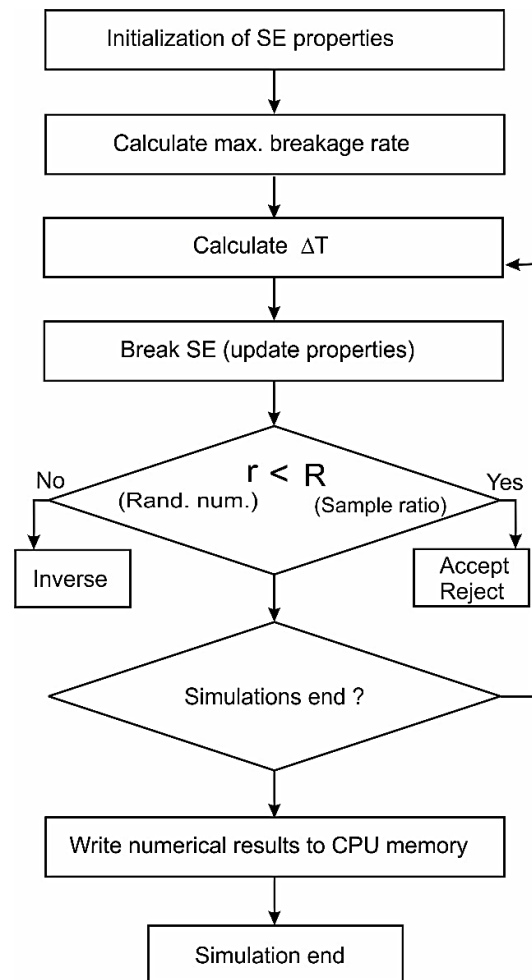 Initialization of SE properties
Calculate max. breakage rate
Calculate ΔT
Break SE (update properties)
No
r < R
Yes
(Rand. num.)
(Sample ratio)
Inverse
Accept
Reject
Simulations end ?
Write numerical results to CPU memory
Simulation end